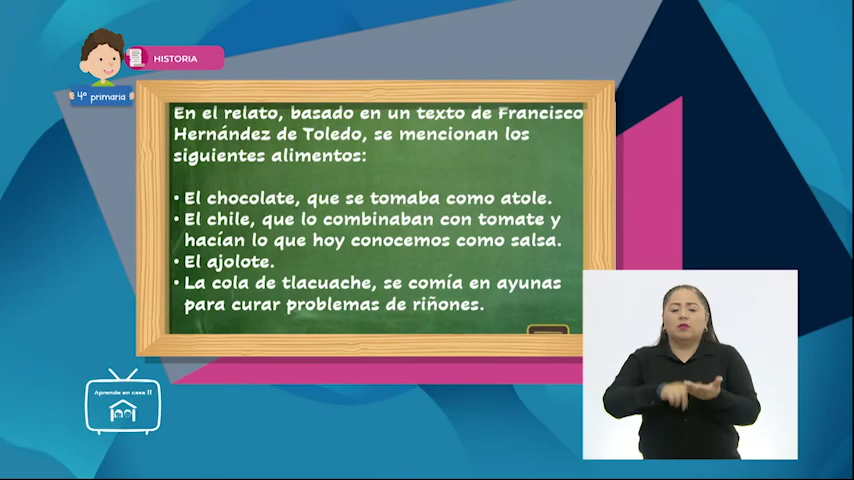 HISTORIA
4º primaria
En el relato, basado en un texto de Francisco
Hernández de Toledo, se mencionan los
siguientes alimentos:
• El chocolate, que se tomaba como atole.
• El chile, que lo combinaban con tomate y
hacían lo que hoy conocemos como salsa.
• El ajolote.
• La cola de tlacuache, se comía en ayunas
para curar problemas de riñones.
Aprende en casa II